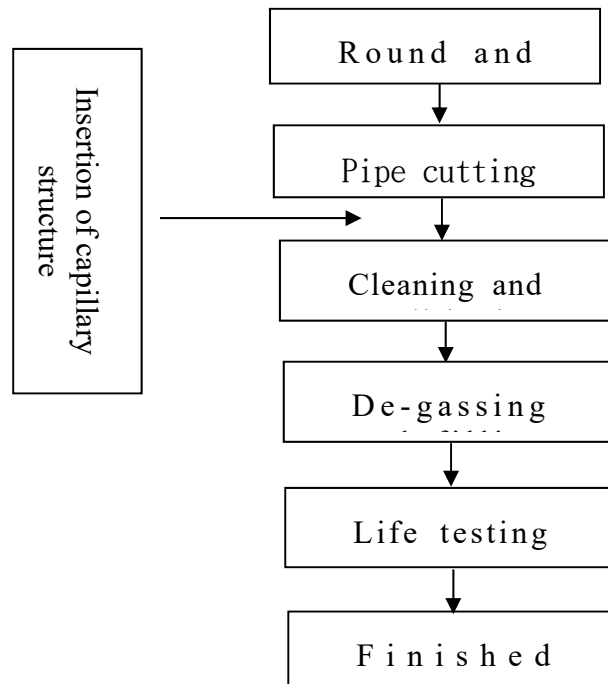 Round and
Insertion of capillary
structure
Pipe cutting
Cleaning and
De-gassing
Life testing
Finished